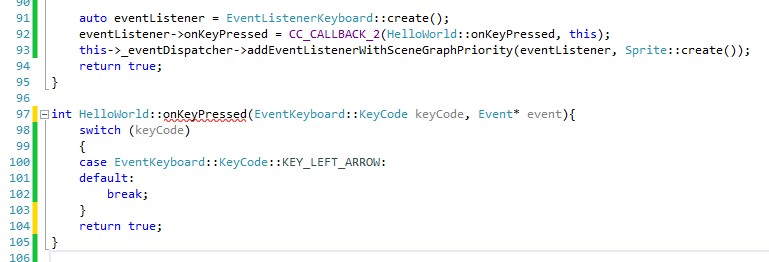 90
91 auto eventListener = EventListenerKeyboard::create();
92 eventListener->onKeyPressed = CC_CALLBACK_2(HelloWorld::onKeyPressed, this);
93 this->_eventDispatcher->addEventListenerWithSceneGraphPriority(eventListener, Sprite::create());
94 return true;
95 }
96
97 int HelloWorld::onKeyPressed(EventKeyboard::KeyCode keyCode, Event* event){
98 switch (keyCode)
99 {
100 case EventKeyboard::KeyCode::KEY_LEFT_ARROW:
101 default:
102 break;
103 }
104 return true;
105 }
106